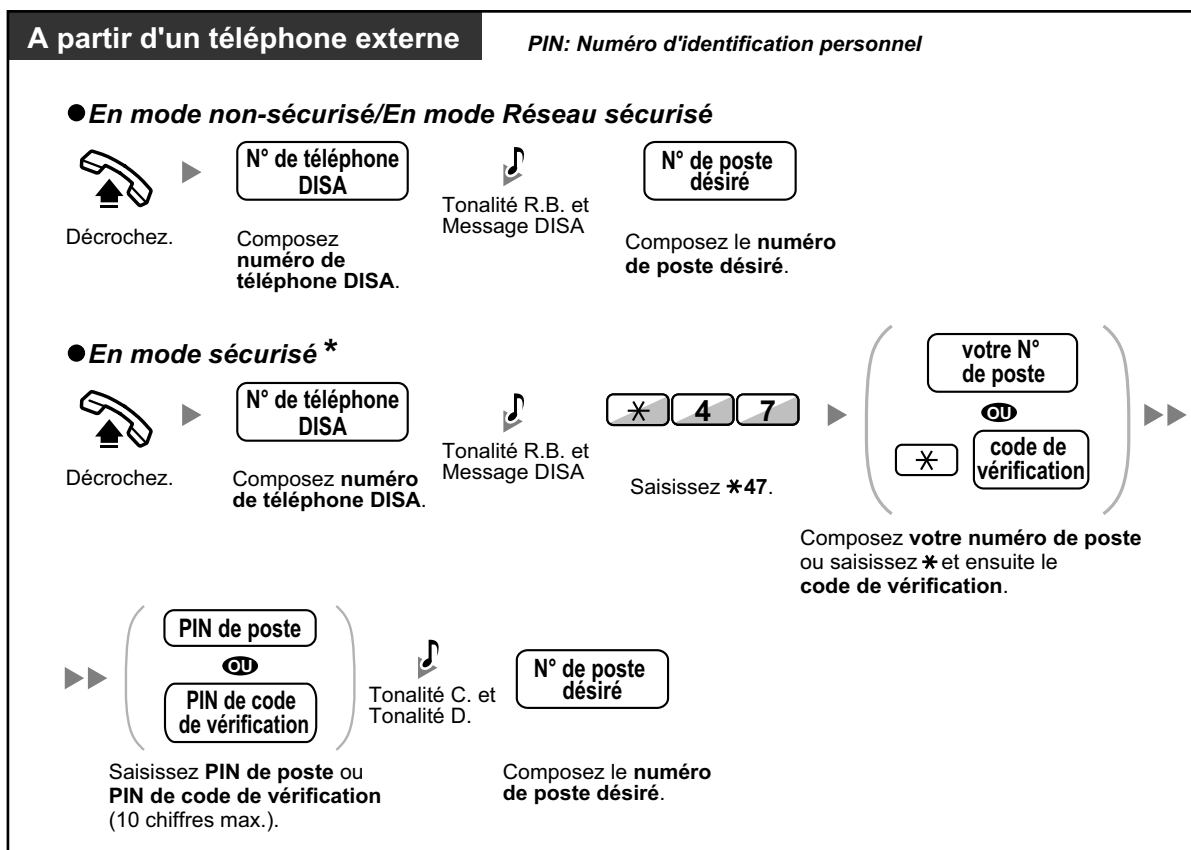 A partir d'un téléphone externe
PIN: Numéro d'identification personnel
●En mode non-sécurisé/En mode Réseau sécurisé
N° de téléphone
DISA
N° de poste
désiré
Décrochez.
Composez
numéro de
téléphone DISA.
Tonalité R.B. et
Message DISA
Composez le numéro
de poste désiré.
●En mode sécurisé *
N° de téléphone
DISA
* 4 7
votre N°
de poste
OU
* code de
vérification
Décrochez.
Composez numéro
de téléphone DISA.
Tonalité R.B. et
Message DISA
Saisissez *47.
Composez votre numéro de poste
ou saisissez * et ensuite le
code de vérification.
PIN de poste
OU
PIN de code
de vérification
Tonalité C. et
Tonalité D.
N° de poste
désiré
Saisissez PIN de poste ou
PIN de code de vérification
(10 chiffres max.).
Composez le numéro
de poste désiré.